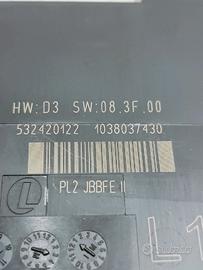 HW:D3 SW:08.3F.00
532420122 1038037430
L
PL2 JBBFE II
L1